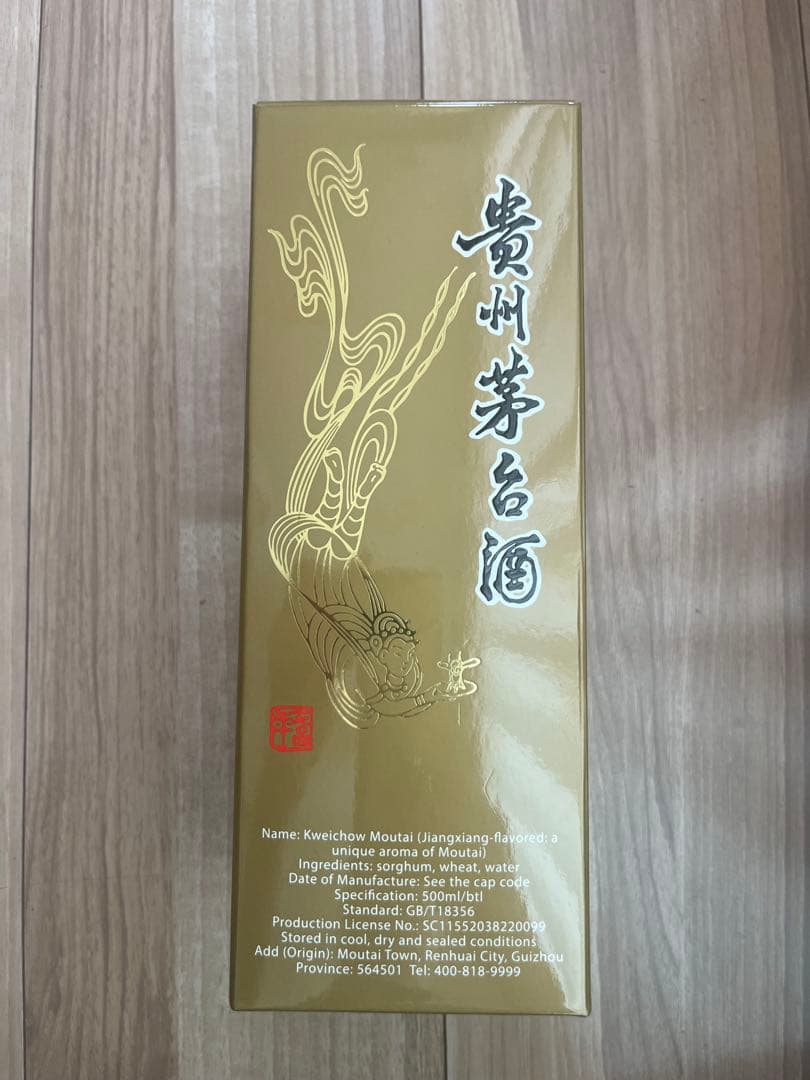 貴州茅台酒
Name: Kweichow Moutai (Jiangxiang-flavored: a
unique aroma of Moutai)
Ingredients: sorghum, wheat, water
Date of Manufacture: See the cap code
Specification: 500ml/btl
Standard: GB/T18356
Production License No.: SC11552038220099
Stored in cool, dry and sealed conditions
Add (Origin): Moutai Town, Renhuai City, Guizhou
Province: 564501 Tel: 400-818-9999